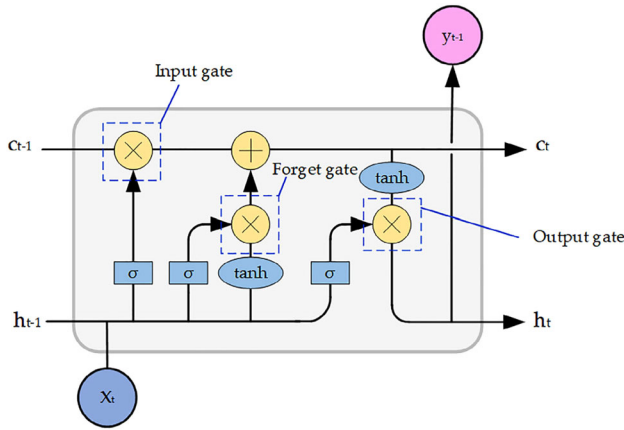 yt-1
Input gate
×
ct-1
+
ct
Forget gate
tanh
×
×
Output gate
σ
σ
tanh
σ
ht-1
ht
Xt